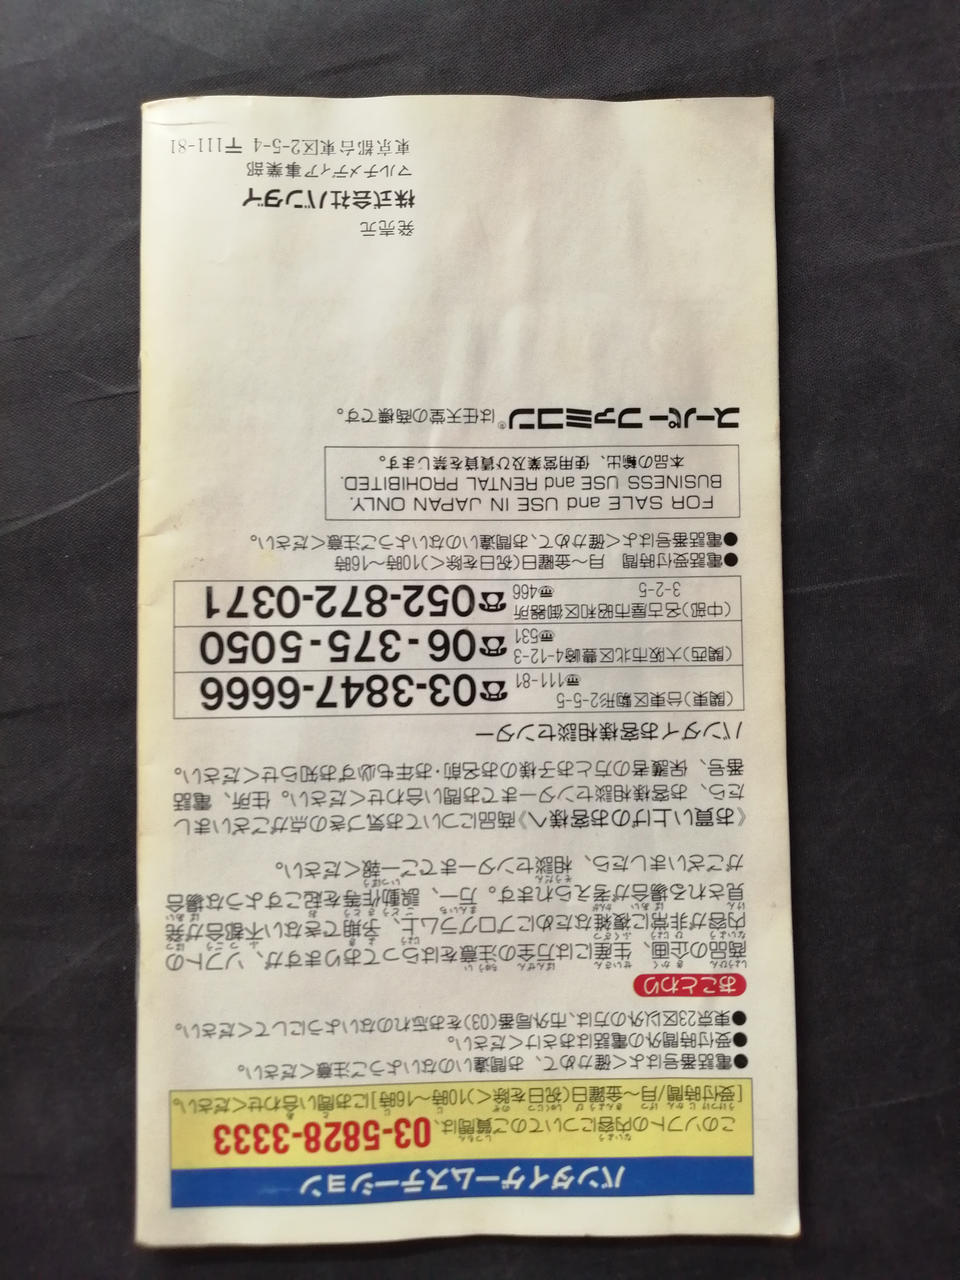 バンダイゲームステーション
このソフトの内容についてのご質問は、03-5828-3333
[受付時間/月～金曜日(祝日を除く)10時～16時]にお問い合わせください。
●電話番号はよく確かめて、お間違いのないようご注意ください。
●受付時間外の電話はおさけください。
●東京23区以外の方は、市外局番(03)をお忘れのないようにしてください。
おことわり
商品の企画、生産には万全の注意をはらっておりますが、ソフトの
内容が非常に複雑なためにプログラム上、予期できない不都合が発
見される場合が考えられます。万一、誤動作等を起こすような場合
がございましたら、相談センターまでご一報ください。
《お買い上げのお客様へ》商品についてお気づきの点がございまし
たら、お客様相談センターまでお問い合わせください。住所、電話
番号、保護者の方とお子様のお名前・お年も必ずお知らせください。
バンダイお客様相談センター
(関東)台東区駒形2-5-5 〒111-81 ☎03-3847-6666
(関西)大阪市北区豊崎4-12-3 〒531 ☎06-375-5050
(中部)名古屋市昭和区御器所3-2-5 〒466 ☎052-872-0371
●電話受付時間 月～金曜日(祝日を除く)10時～16時
●電話番号はよく確かめて、お間違いのないようご注意ください。
FOR SALE and USE IN JAPAN ONLY.
BUSINESS USE and RENTAL PROHIBITED.
本品の輸出、使用営業及び賃貸を禁じます。
スーパーファミコン®は任天堂の商標です。
発売元
株式会社バンダイ
マルチメディア事業部
東京都台東区2-5-4 〒111-81